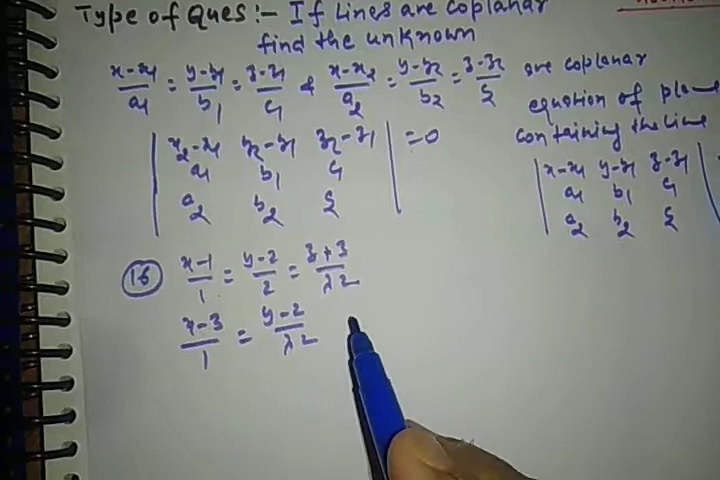 Type of Ques :- If Lines are coplanar
find the unknown
x-x₁/a₁ = y-y₁/b₁ = z-z₁/c₁ & x-x₂/a₂ = y-y₂/b₂ = z-z₂/c₂ are coplanar
| x₂-x₁ y₂-y₁ z₂-z₁ |
| a₁ b₁ c₁ | = 0
| a₂ b₂ c₂ |
equation of plane
containing the line
| x-x₁ y-y₁ z-z₁ |
| a₁ b₁ c₁
| a₂ b₂ c₂
(16) x-1/1 = y-2/2 = z+3/λ²
x-3/1 = y-2/λ²